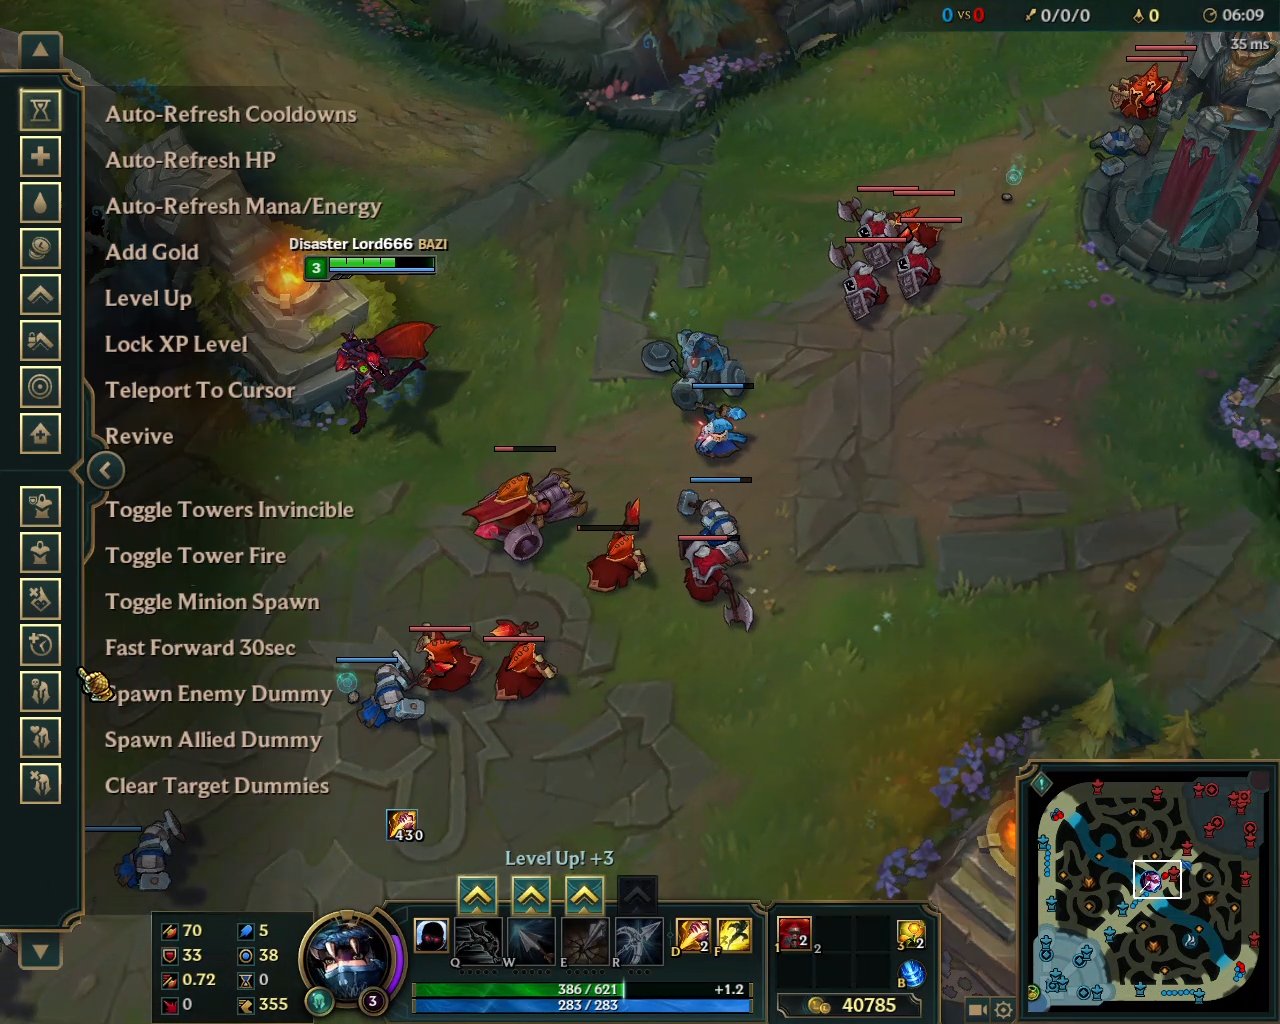 0 vs 0 0/0/0 0 06:09
35 ms
Auto-Refresh Cooldowns
Auto-Refresh HP
Auto-Refresh Mana/Energy
Add Gold
Disaster Lord666 BAZI
3
Level Up
Lock XP Level
Teleport To Cursor
Revive
Toggle Towers Invincible
Toggle Tower Fire
Toggle Minion Spawn
Fast Forward 30sec
Spawn Enemy Dummy
Spawn Allied Dummy
Clear Target Dummies
430
Level Up! +3
70 5
33 38
0.72 0
0 355
3
Q W E R D 2 F
386 / 621 +1.2
283 / 283
1 2 2 3 2
B
40785